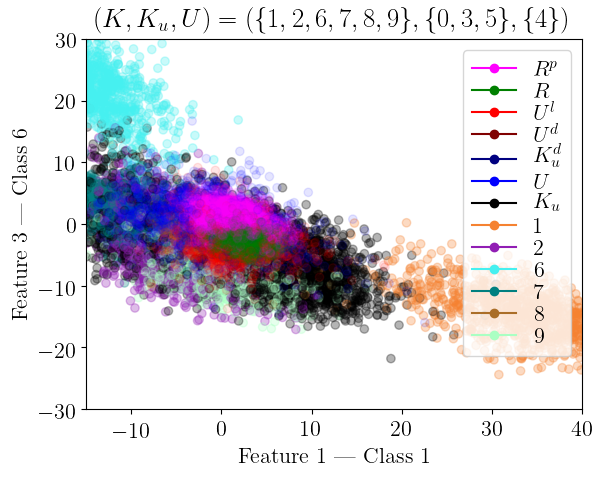 (K, K_u, U) = ({1, 2, 6, 7, 8, 9}, {0, 3, 5}, {4})
30
20
10
0
−10
−20
−30
Feature 3 — Class 6
R^p
R
U^l
U^d
K_u^d
U
K_u
1
2
6
7
8
9
−10
0
10
20
30
40
Feature 1 — Class 1